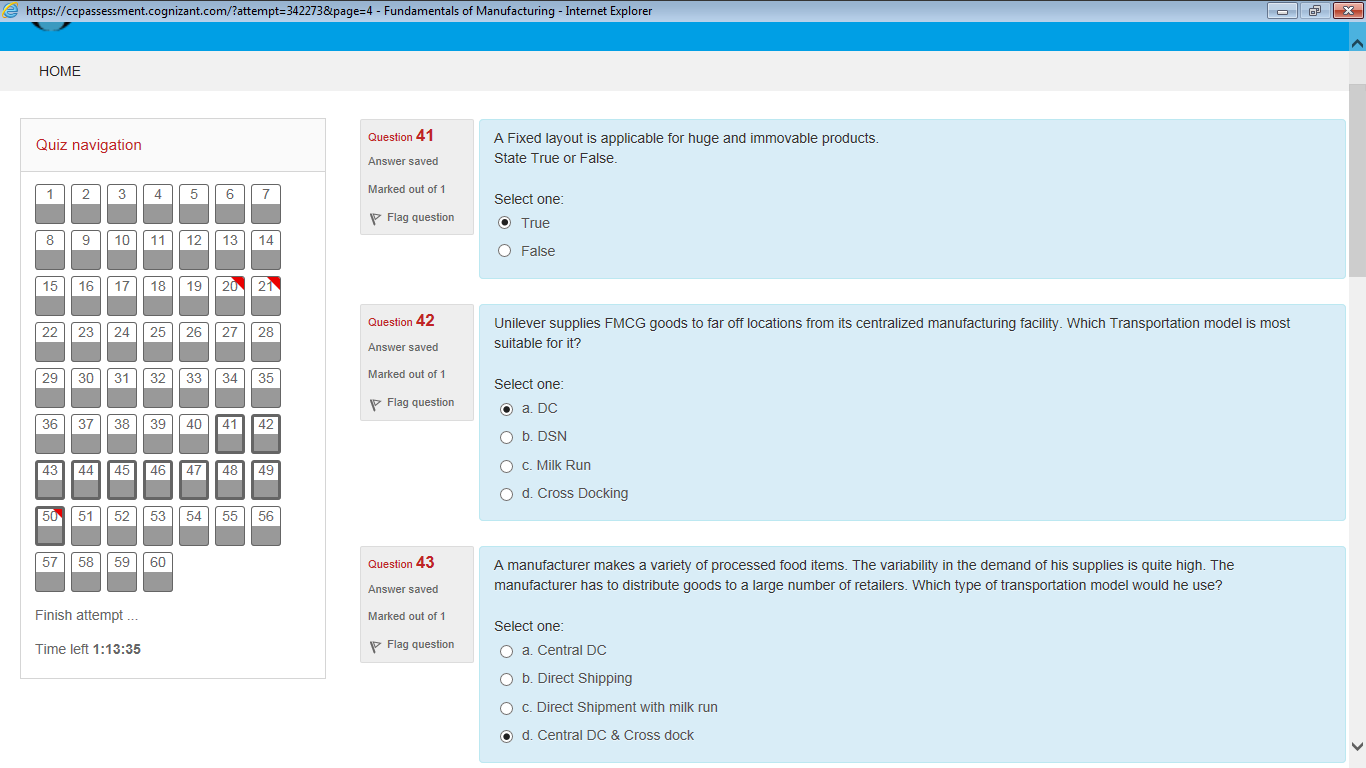 https://ccpassessment.cognizant.com/?attempt=342273&page=4 - Fundamentals of Manufacturing - Internet Explorer
HOME
Quiz navigation
1 2 3 4 5 6 7
8 9 10 11 12 13 14
15 16 17 18 19 20 21
22 23 24 25 26 27 28
29 30 31 32 33 34 35
36 37 38 39 40 41 42
43 44 45 46 47 48 49
50 51 52 53 54 55 56
57 58 59 60
Finish attempt ...
Time left 1:13:35
Question 41
Answer saved
Marked out of 1
Flag question
A Fixed layout is applicable for huge and immovable products.
State True or False.
Select one:
True
False
Question 42
Answer saved
Marked out of 1
Flag question
Unilever supplies FMCG goods to far off locations from its centralized manufacturing facility. Which Transportation model is most
suitable for it?
Select one:
a. DC
b. DSN
c. Milk Run
d. Cross Docking
Question 43
Answer saved
Marked out of 1
Flag question
A manufacturer makes a variety of processed food items. The variability in the demand of his supplies is quite high. The
manufacturer has to distribute goods to a large number of retailers. Which type of transportation model would he use?
Select one:
a. Central DC
b. Direct Shipping
c. Direct Shipment with milk run
d. Central DC & Cross dock